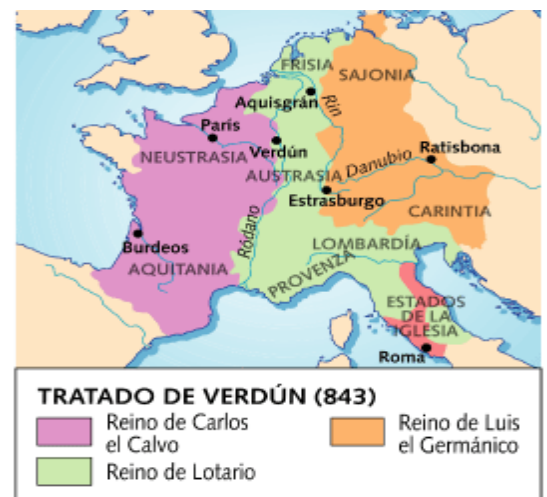 FRISIA
SAJONIA
Aquisgrán
Rin
París
Verdún
Ratisbona
NEUSTRASIA
Danubio
AUSTRASIA
Estrasburgo
CARINTIA
Ródano
LOMBARDÍA
Burdeos
AQUITANIA
PROVENZA
ESTADOS
DE LA
IGLESIA
Roma
TRATADO DE VERDÚN (843)
Reino de Carlos
el Calvo
Reino de Lotario
Reino de Luis
el Germánico